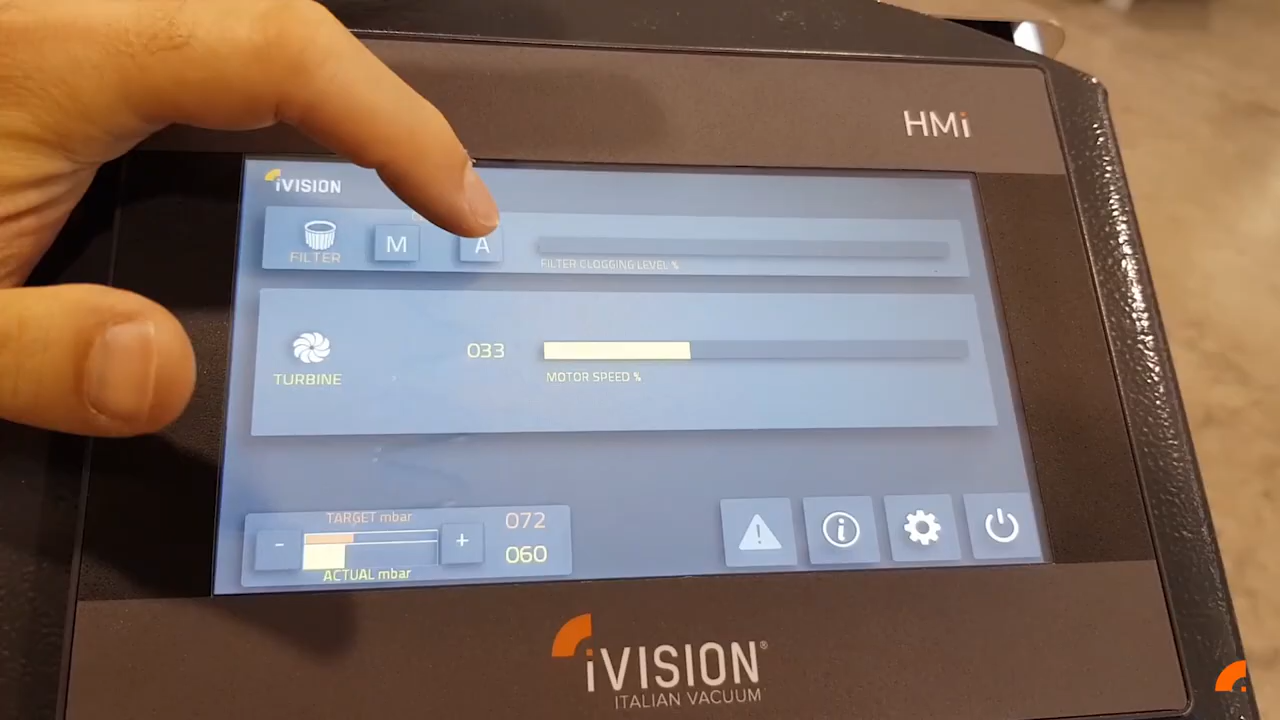 HMi
iVISION
FILTER
M
A
FILTER CLOGGING LEVEL %
TURBINE
033
MOTOR SPEED %
TARGET mbar
072
-
+
ACTUAL mbar
060
iVISION®
ITALIAN VACUUM